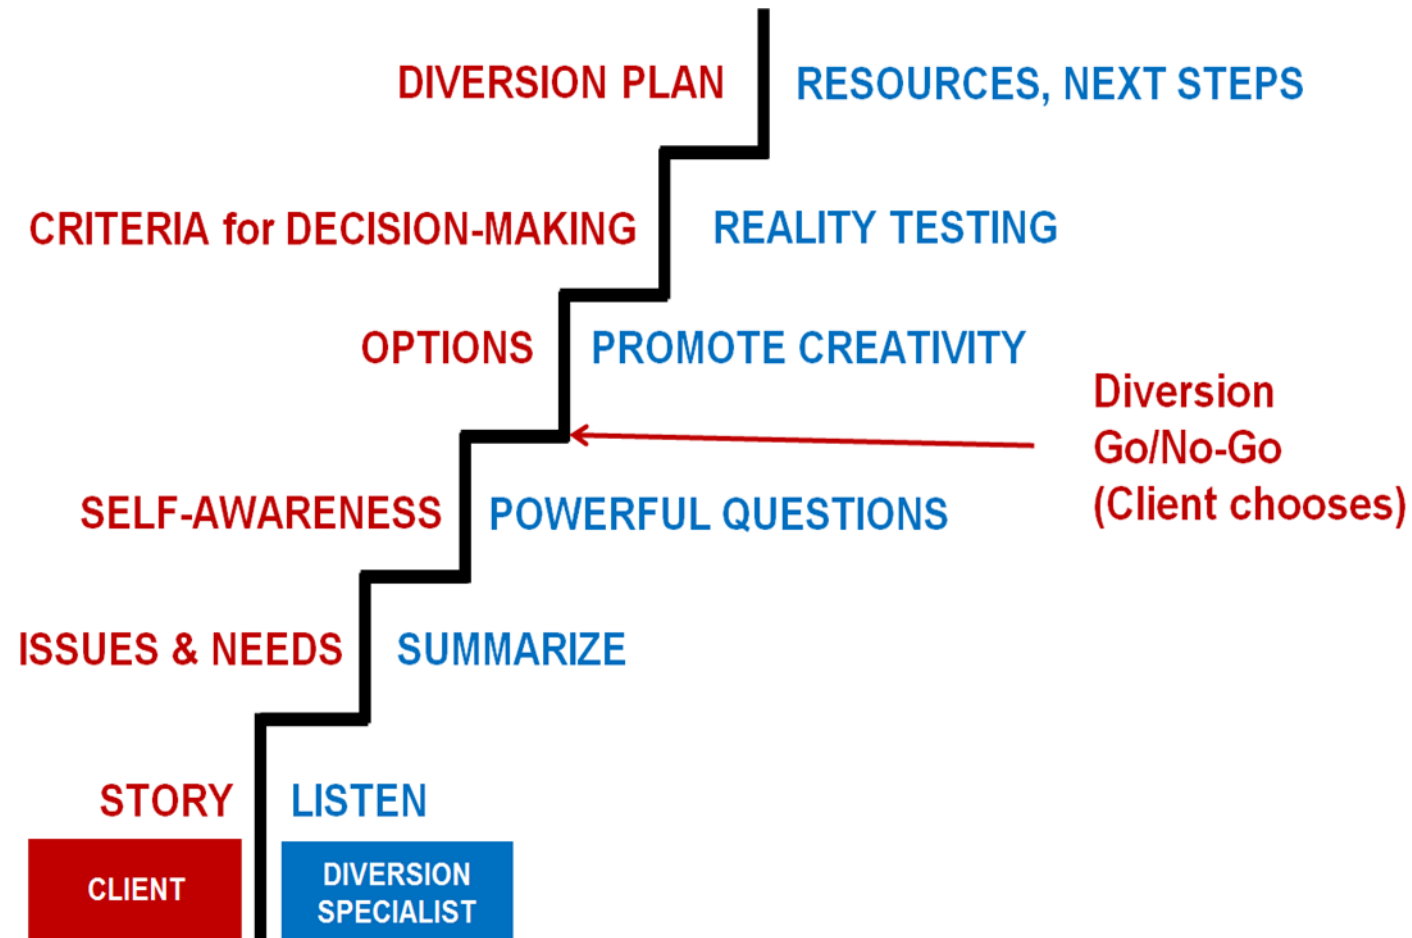 DIVERSION PLAN
RESOURCES, NEXT STEPS
CRITERIA for DECISION-MAKING
REALITY TESTING
OPTIONS
PROMOTE CREATIVITY
Diversion
Go/No-Go
(Client chooses)
SELF-AWARENESS
POWERFUL QUESTIONS
ISSUES & NEEDS
SUMMARIZE
STORY
LISTEN
CLIENT
DIVERSION
SPECIALIST